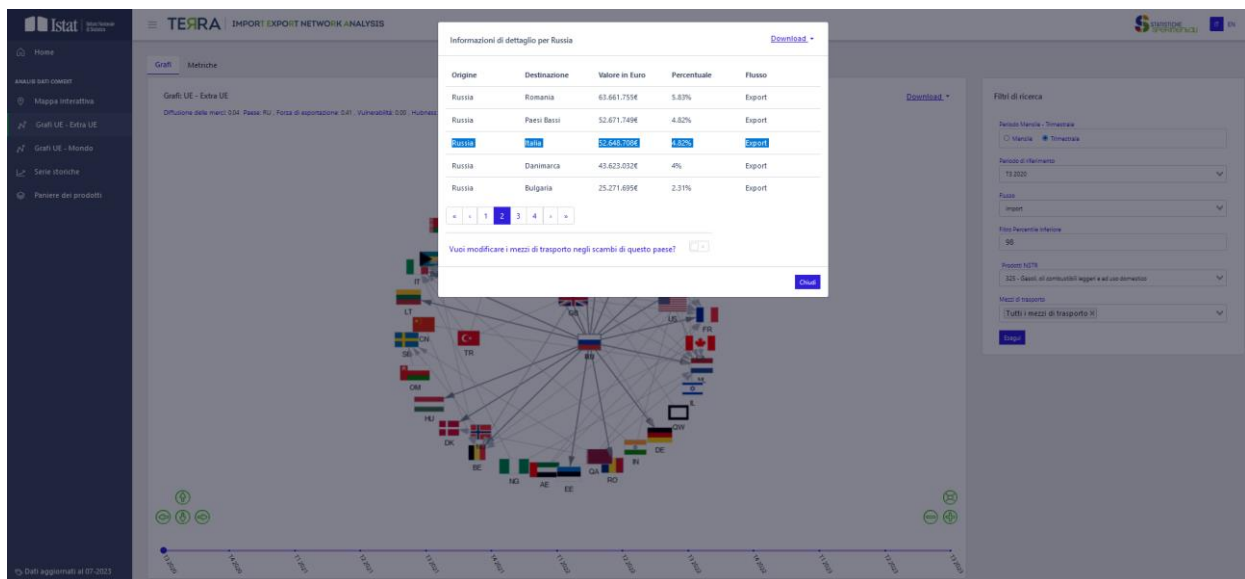 Istat
TERRA IMPORT EXPORT NETWORK ANALYSIS
STATISTICHE
SPERIMENTALI
IT EN
Home
ANALISI DATI COMEXT
Mappa interattiva
Grafi UE - Extra UE
Grafi UE - Mondo
Serie storiche
Paniere dei prodotti
Dati aggiornati al 07-2023
Grafi Metriche
Grafi: UE - Extra UE
Download
Informazioni di dettaglio per Russia
Download
Origine Destinazione Valore in Euro Percentuale Flusso
Russia Romania 63.661.755€ 5.83% Export
Russia Paesi Bassi 52.671.749€ 4.82% Export
Russia Italia 52.648.708€ 4.82% Export
Russia Danimarca 43.623.032€ 4% Export
Russia Bulgaria 25.271.695€ 2.31% Export
« ‹ 1 2 3 4 › »
Vuoi modificare i mezzi di trasporto negli scambi di questo paese?
Chiudi
IT
LT
CN
TR
OM
HU
DK
BE
NG
AE
EE
QA
RO
IN
DE
IL
US
FR
GB
RU
Filtri di ricerca
Periodo Mensile - Trimestrale
Mensile Trimestrale
Periodo di riferimento
T3 2020
Flusso
Import
Filtro Percentile inferiore
98
Prodotti NSTR
325 - Gasoil, oli combustibili leggeri e ad uso domestico
Mezzi di trasporto
Tutti i mezzi di trasporto ×
Esegui